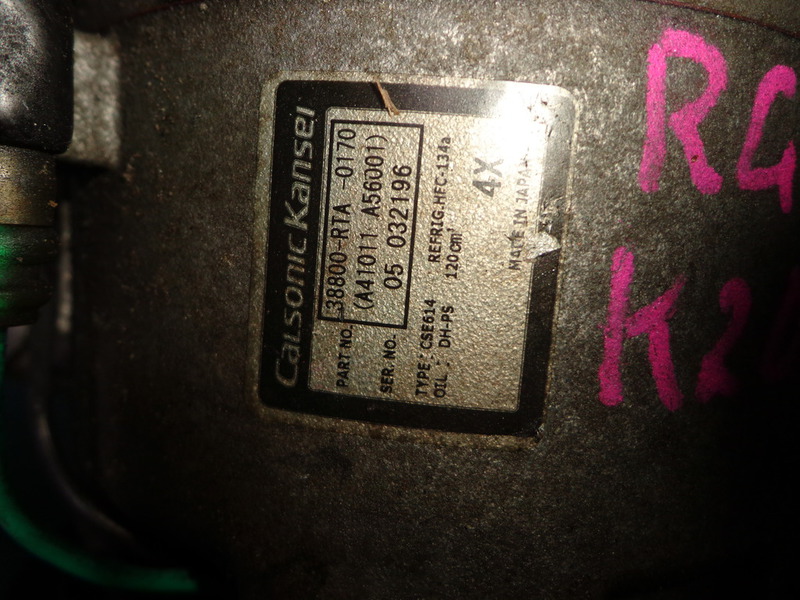 Calsonic Kansei
PART NO. 38800-RTA -0170
(A41011 A56001)
SER. NO. 05 032196
TYPE : CSE614 REFRIG.HFC-134a
OIL : DH-PS 120cm³
4X
MADE IN JAPAN
RG